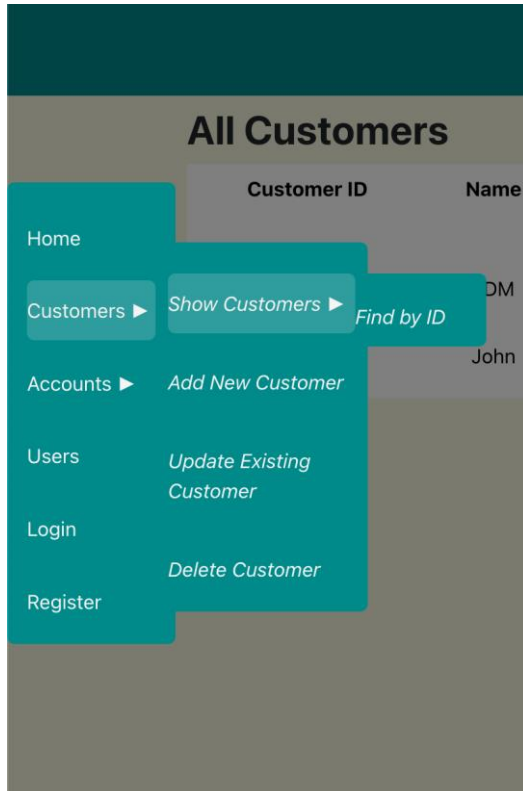 All Customers
Customer ID Name
Home
Customers ▶ Show Customers ▶ Find by ID
John
Accounts ▶ Add New Customer
Users Update Existing
Customer
Login
Delete Customer
Register